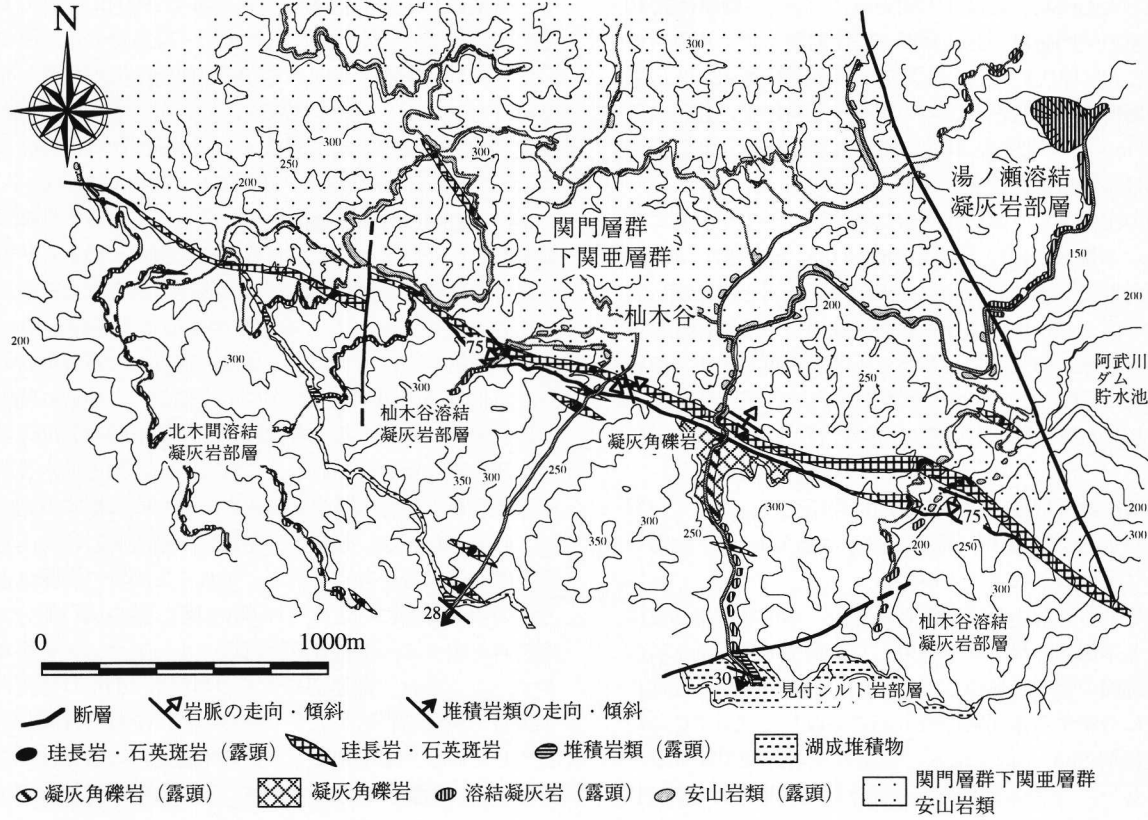 N
300
300
250
200
300
300
湯ノ瀬溶結
凝灰岩部層
関門層群
下関亜層群
150
200
200
杣木谷
200
75
300
300
250
阿武川
ダム
貯水池
杣木谷溶結
凝灰岩部層
北木間溶結
凝灰岩部層
凝灰角礫岩
250
300
350
300
300
250
350
300
75
200
250
200
300
300
28
杣木谷溶結
凝灰岩部層
30
見付シルト岩部層
0
1000m
断層
岩脈の走向・傾斜
堆積岩類の走向・傾斜
珪長岩・石英斑岩（露頭）
珪長岩・石英斑岩
堆積岩類（露頭）
湖成堆積物
凝灰角礫岩（露頭）
凝灰角礫岩
溶結凝灰岩（露頭）
安山岩類（露頭）
関門層群下関亜層群
安山岩類